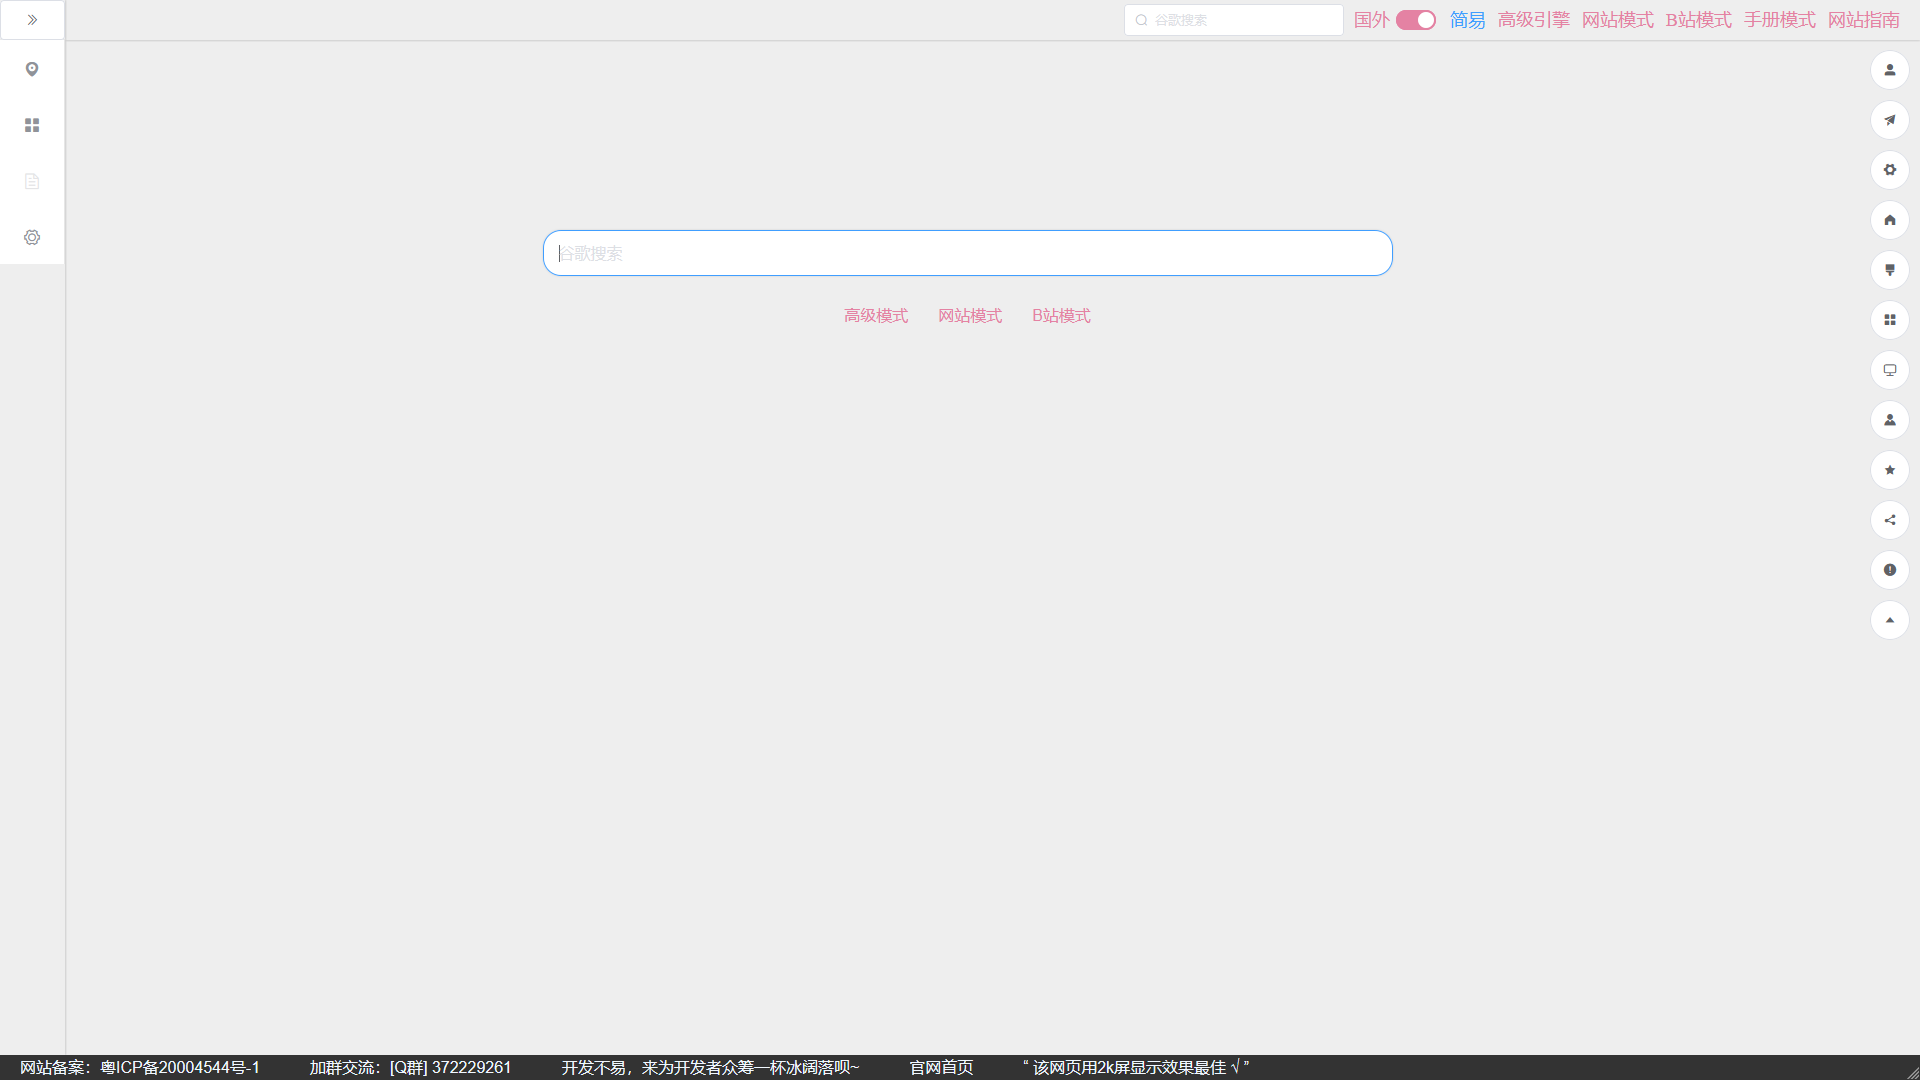 谷歌搜索 国外 简易 高级引擎 网站模式 B站模式 手册模式 网站指南
谷歌搜索
高级模式 网站模式 B站模式
网站备案：粤ICP备20004544号-1 加群交流：[Q群] 372229261 开发不易，来为开发者众筹一杯冰阔落呗~ 官网首页 “ 该网页用2k屏显示效果最佳 √ ”